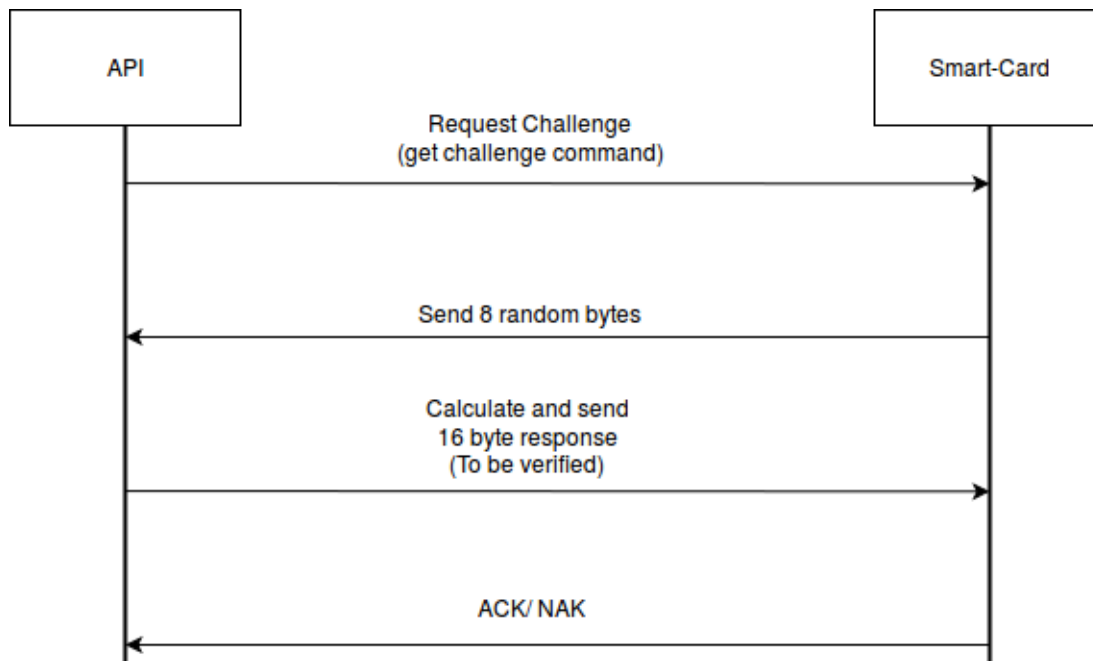 API
Smart-Card
Request Challenge
(get challenge command)
Send 8 random bytes
Calculate and send
16 byte response
(To be verified)
ACK/ NAK